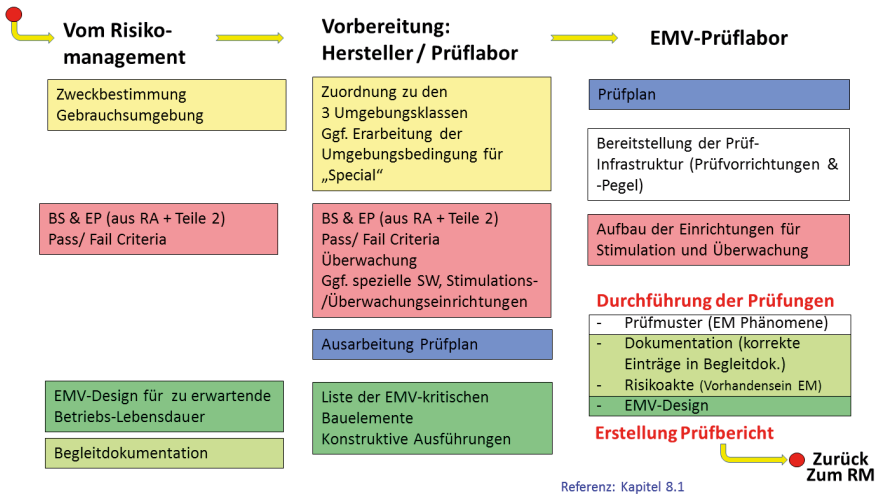 Vom Risiko-
management
Zweckbestimmung
Gebrauchsumgebung
BS & EP (aus RA + Teile 2)
Pass/ Fail Criteria
EMV-Design für zu erwartende
Betriebs-Lebensdauer
Begleitdokumentation
Vorbereitung:
Hersteller / Prüflabor
Zuordnung zu den
3 Umgebungsklassen
Ggf. Erarbeitung der
Umgebungsbedingung für
„Special“
BS & EP (aus RA + Teile 2)
Pass/ Fail Criteria
Überwachung
Ggf. spezielle SW, Stimulations-
/Überwachungseinrichtungen
Ausarbeitung Prüfplan
Liste der EMV-kritischen
Bauelemente
Konstruktive Ausführungen
EMV-Prüflabor
Prüfplan
Bereitstellung der Prüf-
Infrastruktur (Prüfvorrichtungen &
-Pegel)
Aufbau der Einrichtungen für
Stimulation und Überwachung
Durchführung der Prüfungen
- Prüfmuster (EM Phänomene)
- Dokumentation (korrekte
Einträge in Begleitdok.)
- Risikoakte (Vorhandensein EM)
- EMV-Design
Erstellung Prüfbericht
Zurück
Zum RM
Referenz: Kapitel 8.1